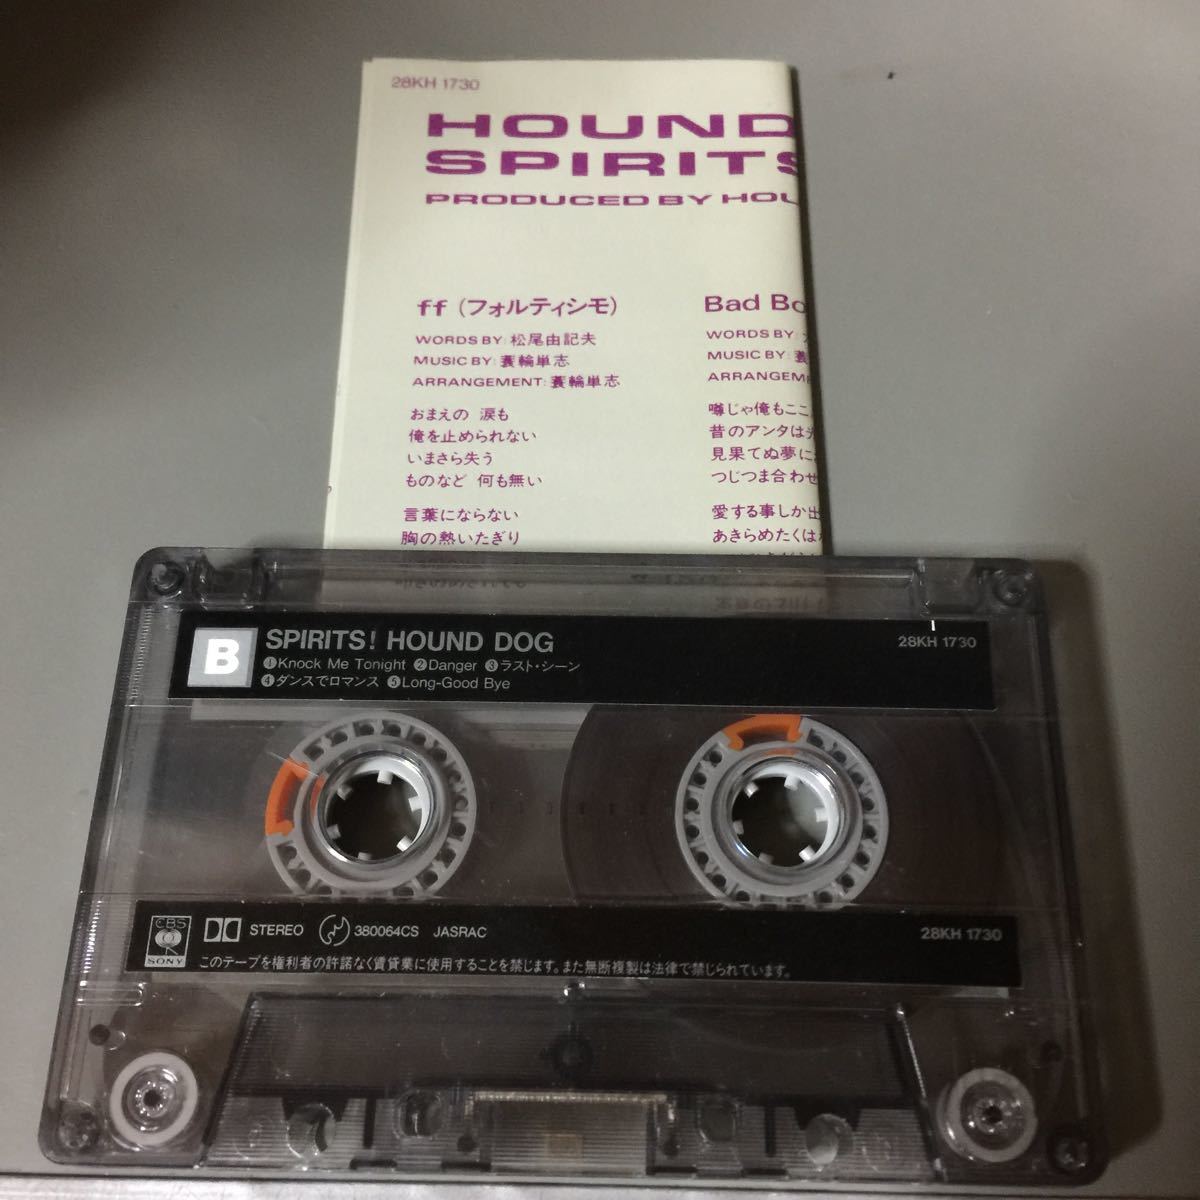 28KH 1730
HOUND
SPIRITS
PRODUCED BY HOU
ff (フォルティシモ)
WORDS BY: 松尾由記夫
MUSIC BY: 蓑輪単志
ARRANGEMENT: 蓑輪単志
おまえの 涙も
俺を止められない
いまさら失う
ものなど 何も無い
言葉にならない
胸の熱いたぎり
Bad Bo
WORDS BY:
MUSIC BY: 蓑
ARRANGEM
噂じゃ俺もここ
昔のアンタは
見果てぬ夢に
つじつま合わせ
愛する事しか出
あきらめたくは
B SPIRITS! HOUND DOG 28KH 1730
❶Knock Me Tonight ❷Danger ❸ラスト・シーン
❹ダンスでロマンス ❺Long-Good Bye
CBS SONY STEREO 380064CS JASRAC 28KH 1730
このテープを権利者の許諾なく賃貸業に使用することを禁じます。また無断複製は法律で禁じられています。